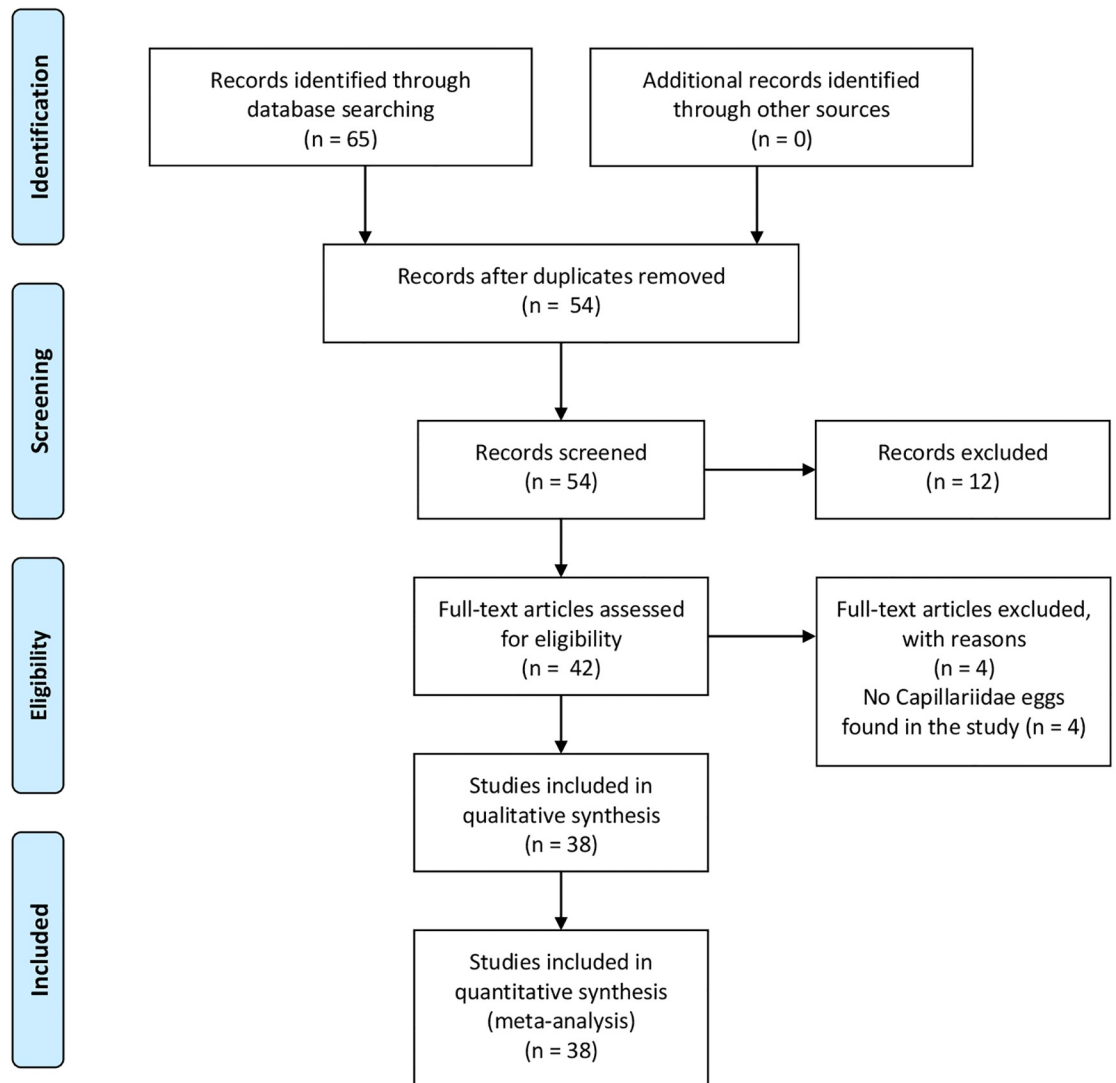 Identification
Records identified through
database searching
(n = 65)
Additional records identified
through other sources
(n = 0)
Records after duplicates removed
(n = 54)
Screening
Records screened
(n = 54)
Records excluded
(n = 12)
Eligibility
Full-text articles assessed
for eligibility
(n = 42)
Full-text articles excluded,
with reasons
(n = 4)
No Capillariidae eggs
found in the study (n = 4)
Studies included in
qualitative synthesis
(n = 38)
Included
Studies included in
quantitative synthesis
(meta-analysis)
(n = 38)